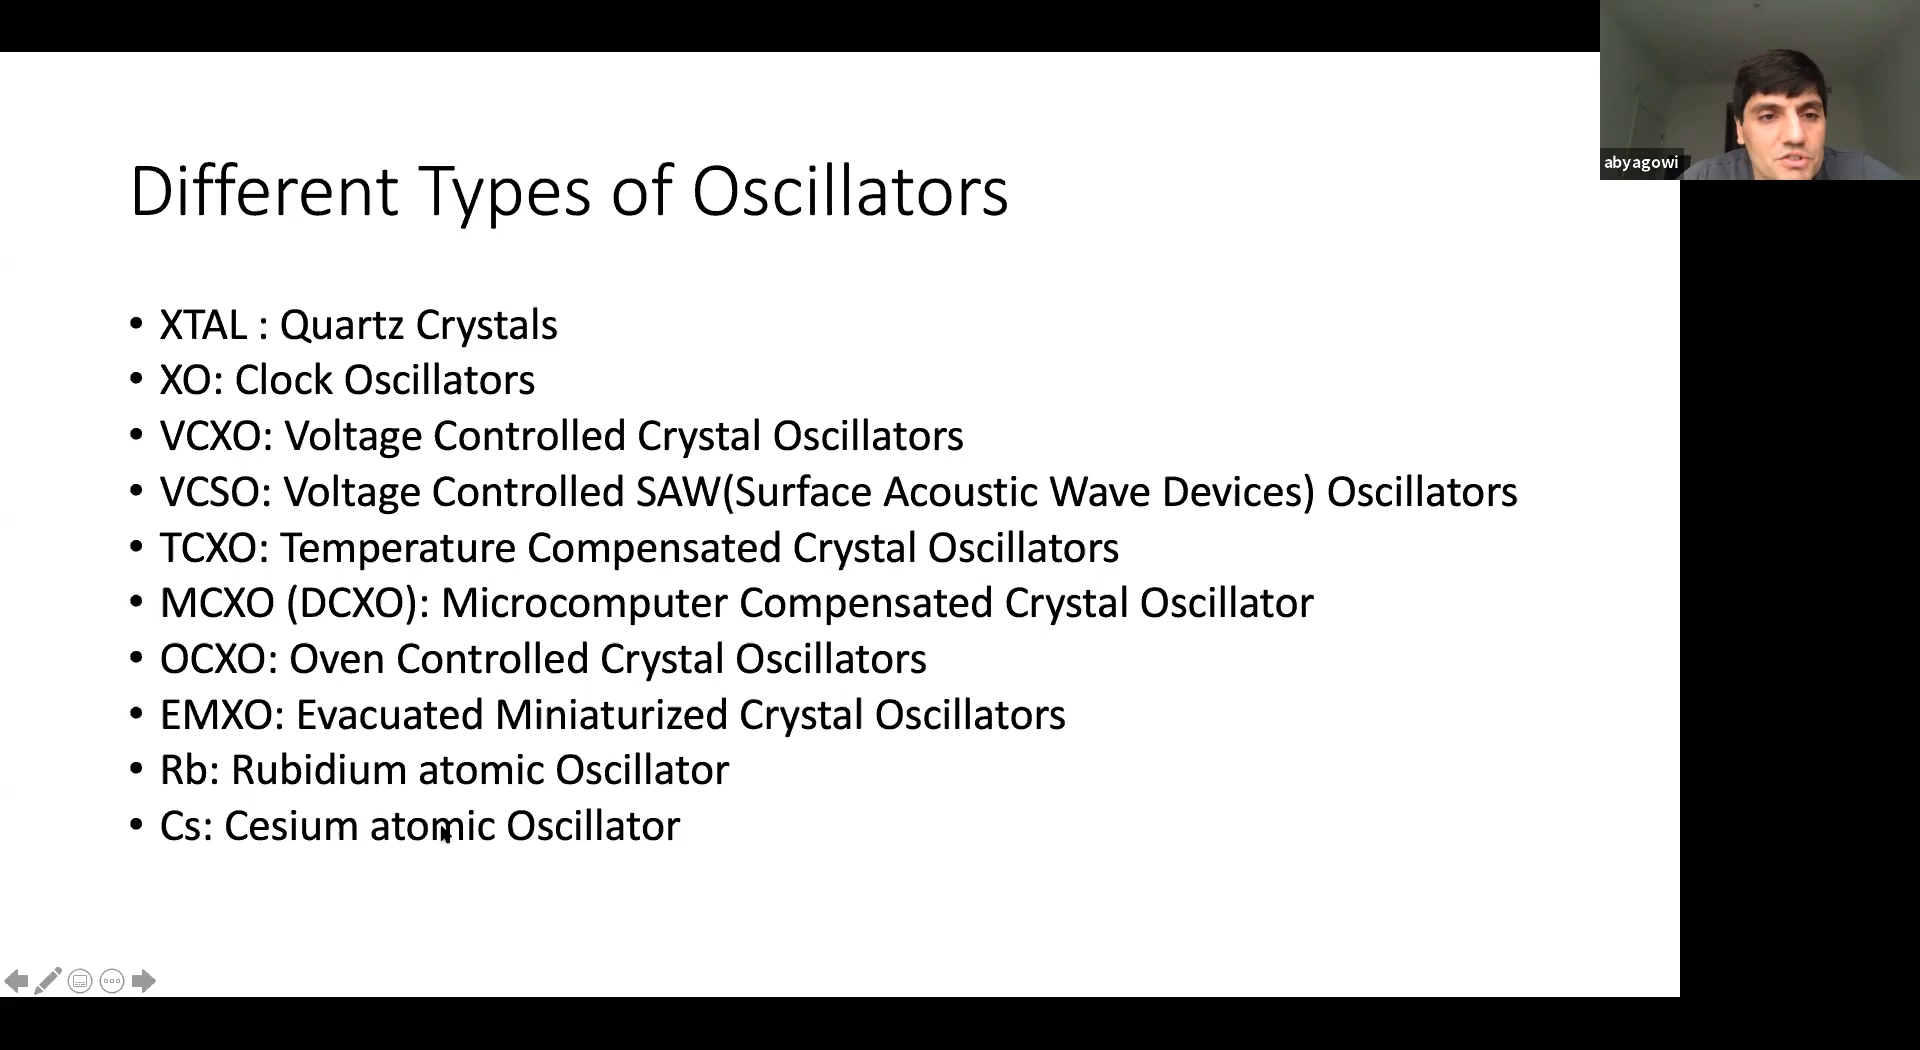 Different Types of Oscillators
• XTAL : Quartz Crystals
• XO: Clock Oscillators
• VCXO: Voltage Controlled Crystal Oscillators
• VCSO: Voltage Controlled SAW(Surface Acoustic Wave Devices) Oscillators
• TCXO: Temperature Compensated Crystal Oscillators
• MCXO (DCXO): Microcomputer Compensated Crystal Oscillator
• OCXO: Oven Controlled Crystal Oscillators
• EMXO: Evacuated Miniaturized Crystal Oscillators
• Rb: Rubidium atomic Oscillator
• Cs: Cesium atomic Oscillator
abyagowi